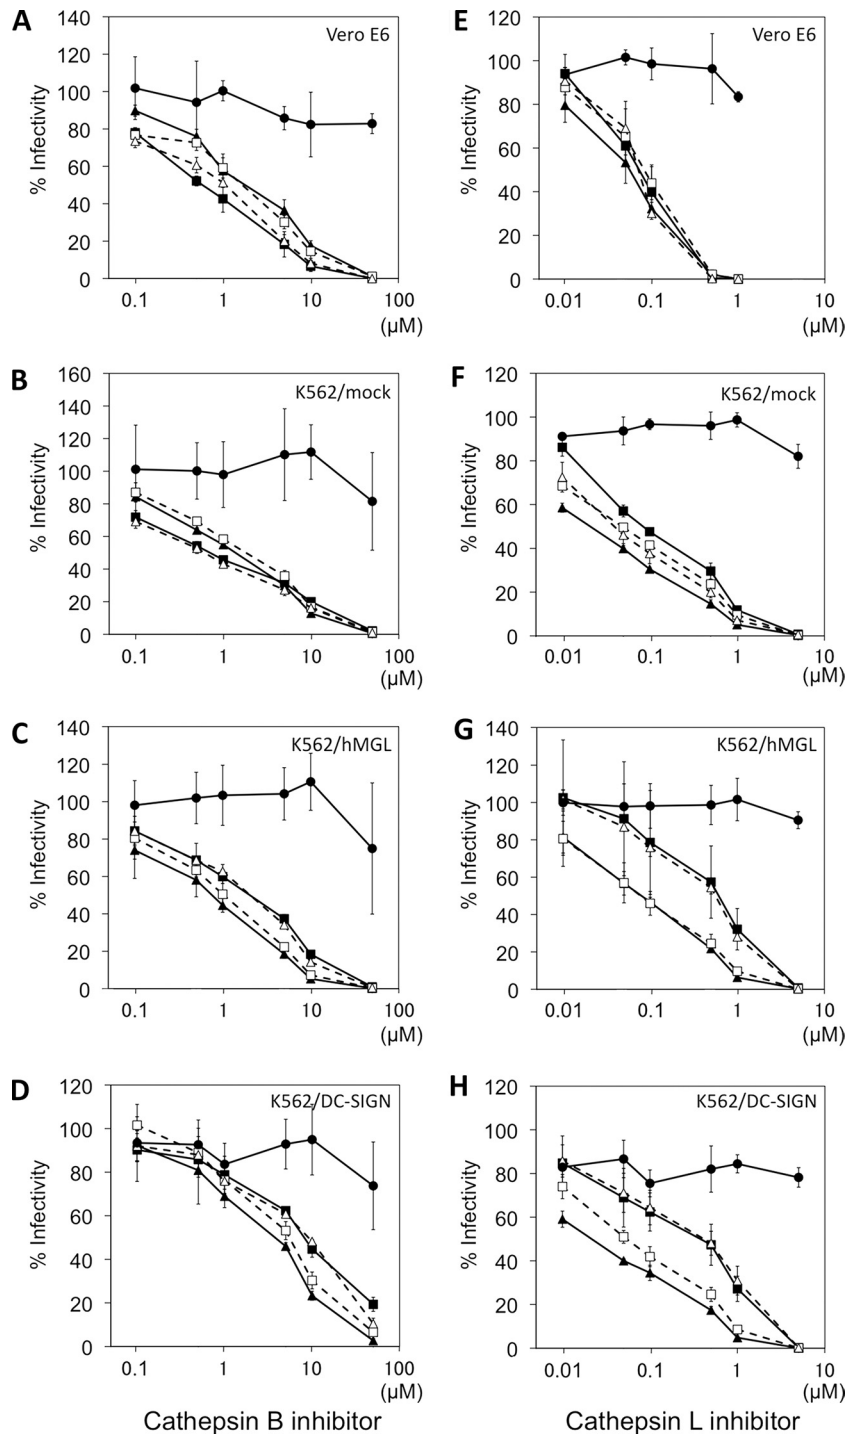 A
Vero E6
% Infectivity
140
120
100
80
60
40
20
0
0.1
1
10
100
(µM)
E
Vero E6
% Infectivity
120
100
80
60
40
20
0
0.01
0.1
1
10
(µM)
B
K562/mock
% Infectivity
160
140
120
100
80
60
40
20
0
0.1
1
10
100
(µM)
F
K562/mock
% Infectivity
120
100
80
60
40
20
0
0.01
0.1
1
10
(µM)
C
K562/hMGL
% Infectivity
140
120
100
80
60
40
20
0
0.1
1
10
100
(µM)
G
K562/hMGL
% Infectivity
140
120
100
80
60
40
20
0
0.01
0.1
1
10
(µM)
D
K562/DC-SIGN
% Infectivity
120
100
80
60
40
20
0
0.1
1
10
100
(µM)
Cathepsin B inhibitor
H
K562/DC-SIGN
% Infectivity
120
100
80
60
40
20
0
0.01
0.1
1
10
(µM)
Cathepsin L inhibitor